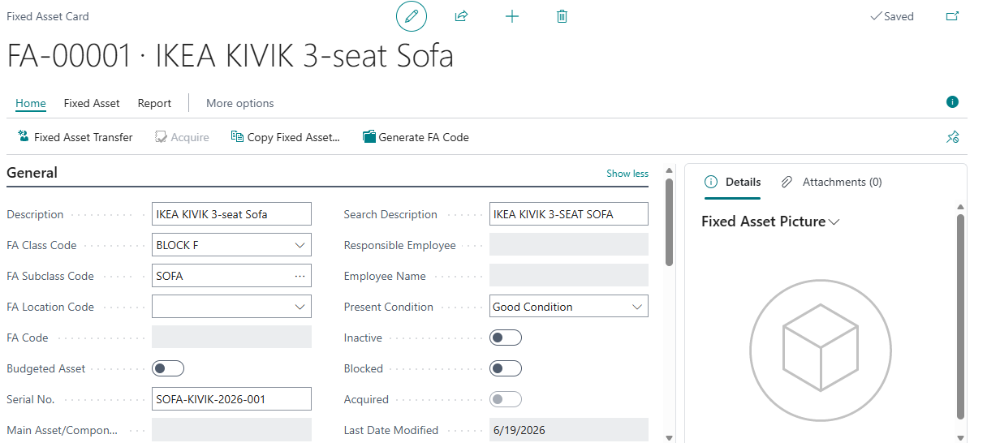 Fixed Asset Card
Saved
FA-00001 · IKEA KIVIK 3-seat Sofa
Home Fixed Asset Report More options
Fixed Asset Transfer Acquire Copy Fixed Asset... Generate FA Code
General Show less
Description IKEA KIVIK 3-seat Sofa
FA Class Code BLOCK F
FA Subclass Code SOFA ...
FA Location Code
FA Code
Budgeted Asset
Serial No. SOFA-KIVIK-2026-001
Main Asset/Compon...
Search Description IKEA KIVIK 3-SEAT SOFA
Responsible Employee
Employee Name
Present Condition Good Condition
Inactive
Blocked
Acquired
Last Date Modified 6/19/2026
Details Attachments (0)
Fixed Asset Picture